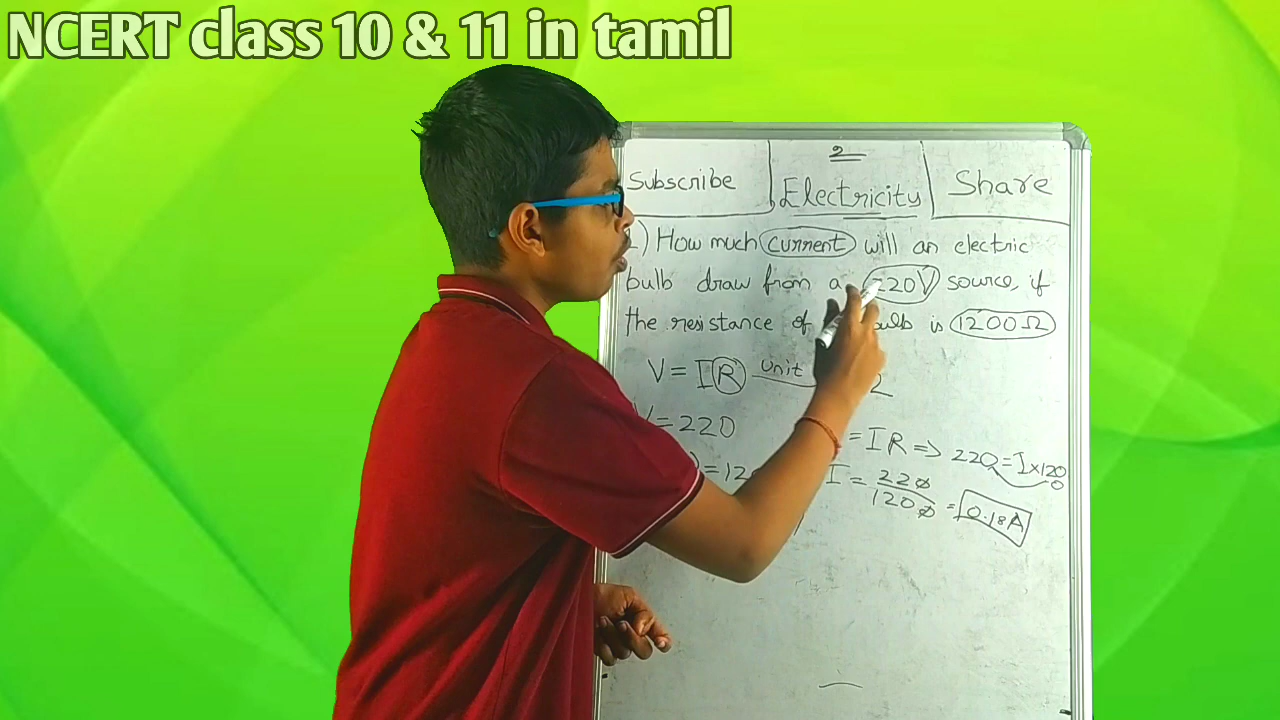 NCERT class 10 & 11 in tamil
2
Subscribe Electricity Share
) How much current will an electric
bulb draw from a 220V source, if
the resistance of bulb is 1200Ω
V = IR unit
V = 220
= IR => 220 = I×1200
I = 220/1200 = 0.18A